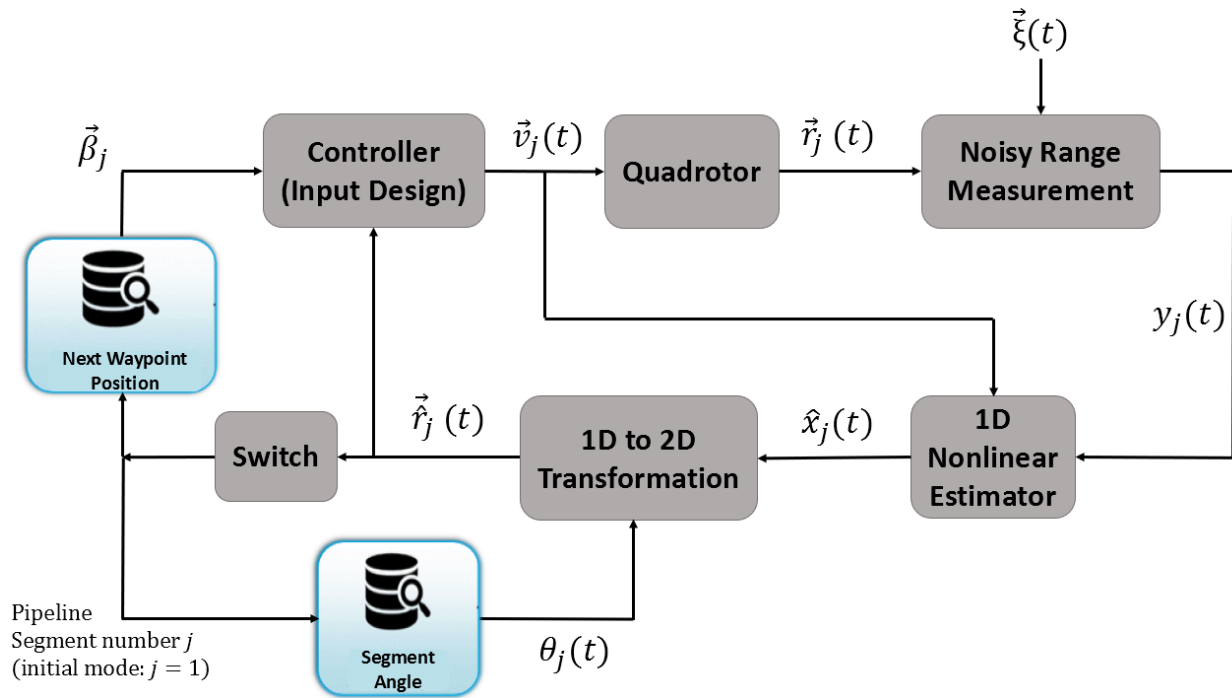 ξ⃗(t)
β⃗ⱼ
Controller
(Input Design)
v⃗ⱼ(t)
Quadrotor
r⃗ⱼ (t)
Noisy Range
Measurement
yⱼ(t)
Next Waypoint
Position
Switch
r̂⃗ⱼ (t)
1D to 2D
Transformation
x̂ⱼ(t)
1D
Nonlinear
Estimator
Pipeline
Segment number j
(initial mode: j = 1)
Segment
Angle
θⱼ(t)